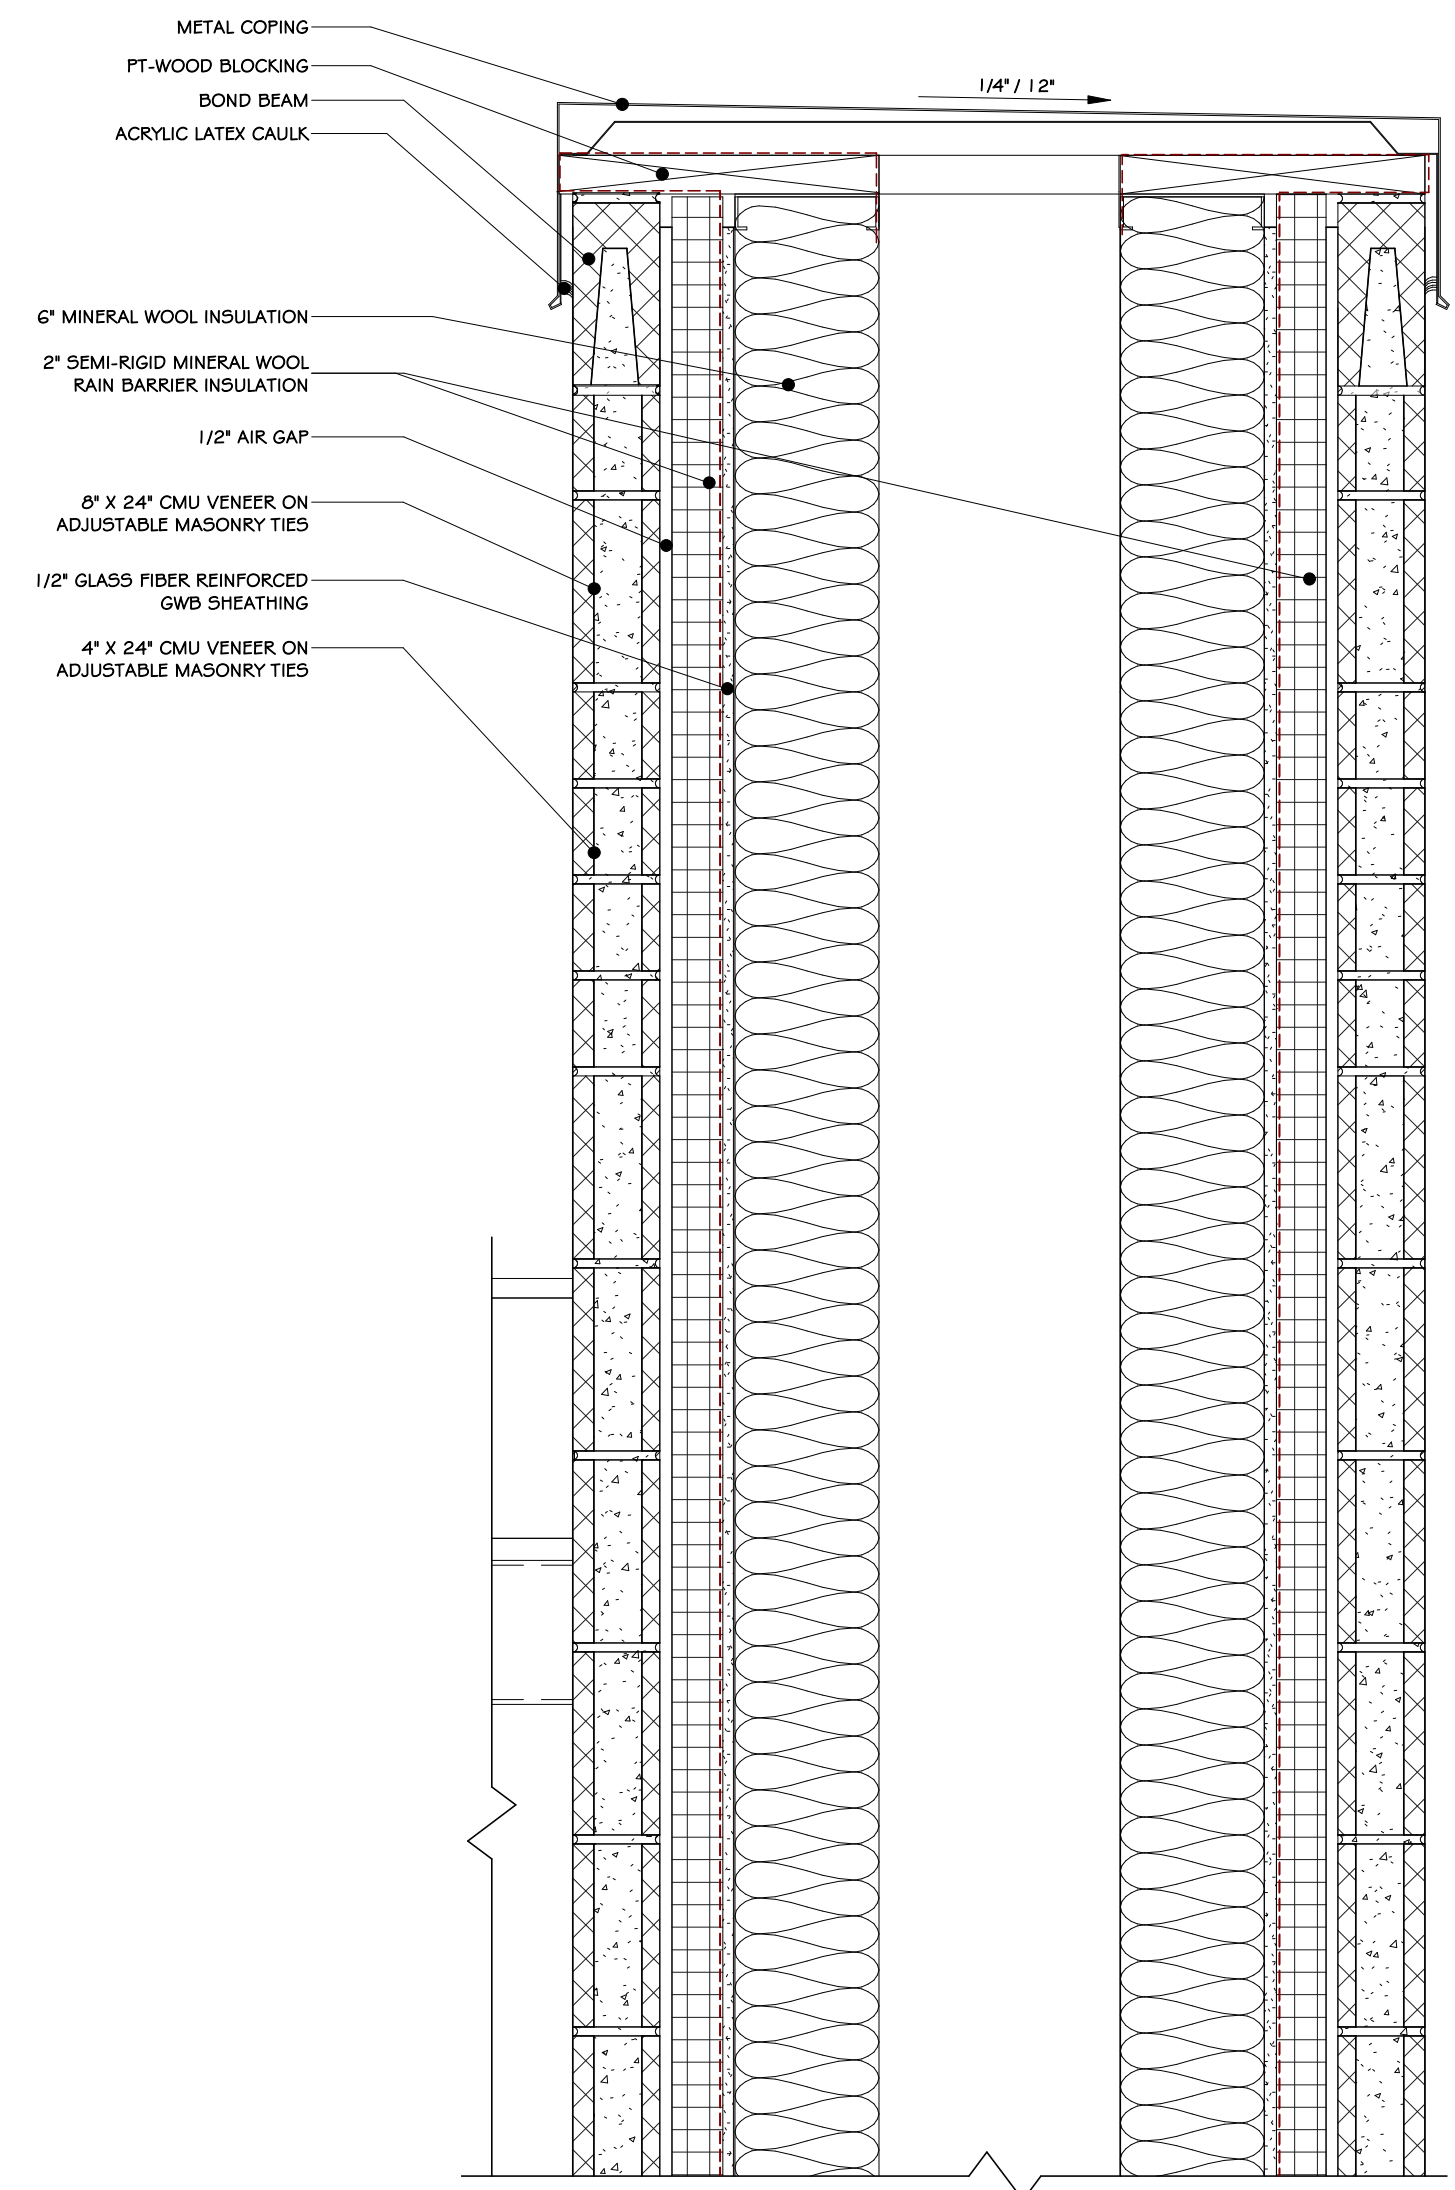 METAL COPING
PT-WOOD BLOCKING
1/4" / 12"
BOND BEAM
ACRYLIC LATEX CAULK
6" MINERAL WOOL INSULATION
2" SEMI-RIGID MINERAL WOOL
RAIN BARRIER INSULATION
1/2" AIR GAP
8" X 24" CMU VENEER ON
ADJUSTABLE MASONRY TIES
1/2" GLASS FIBER REINFORCED
GWB SHEATHING
4" X 24" CMU VENEER ON
ADJUSTABLE MASONRY TIES